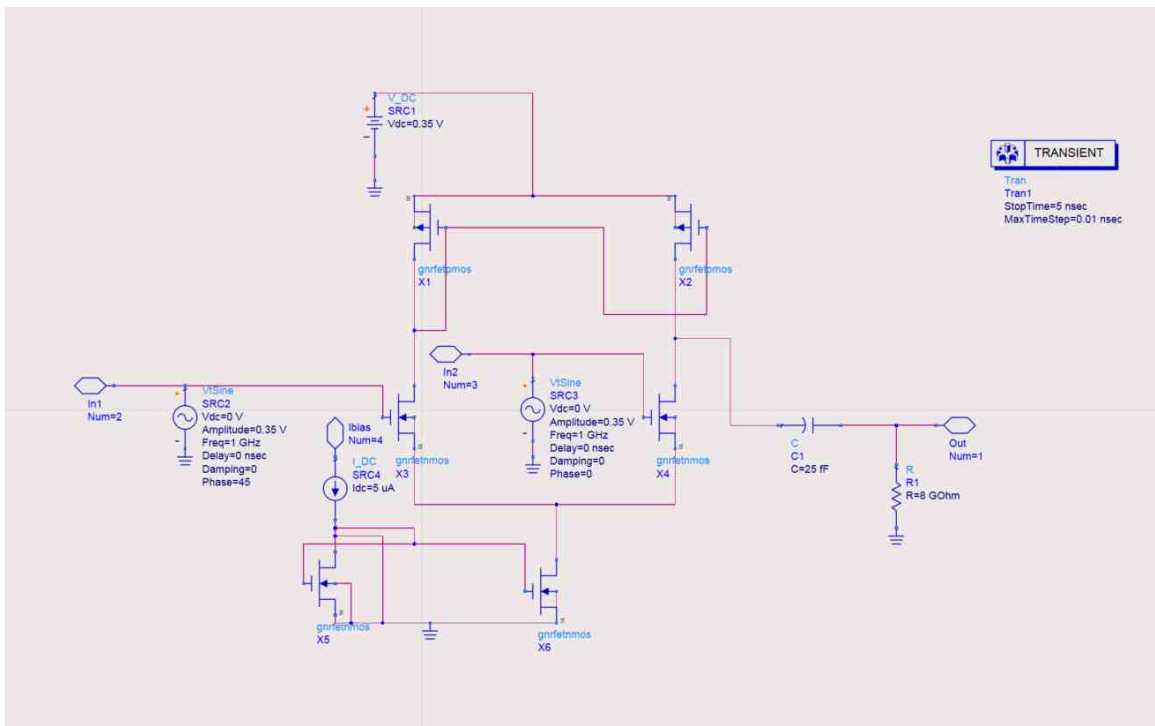 V_DC
SRC1
Vdc=0.35 V
TRANSIENT
Tran
Tran1
StopTime=5 nsec
MaxTimeStep=0.01 nsec
gnrfetpmos
X1
gnrfetpmos
X2
In1
Num=2
VtSine
SRC2
Vdc=0 V
Amplitude=0.35 V
Freq=1 GHz
Delay=0 nsec
Damping=0
Phase=45
In2
Num=3
VtSine
SRC3
Vdc=0 V
Amplitude=0.35 V
Freq=1 GHz
Delay=0 nsec
Damping=0
Phase=0
Ibias
Num=4
I_DC
SRC4
Idc=5 uA
gnrfetnmos
X3
gnrfetnmos
X4
C
C1
C=25 fF
Out
Num=1
R
R1
R=8 GOhm
gnrfetnmos
X5
gnrfetnmos
X6